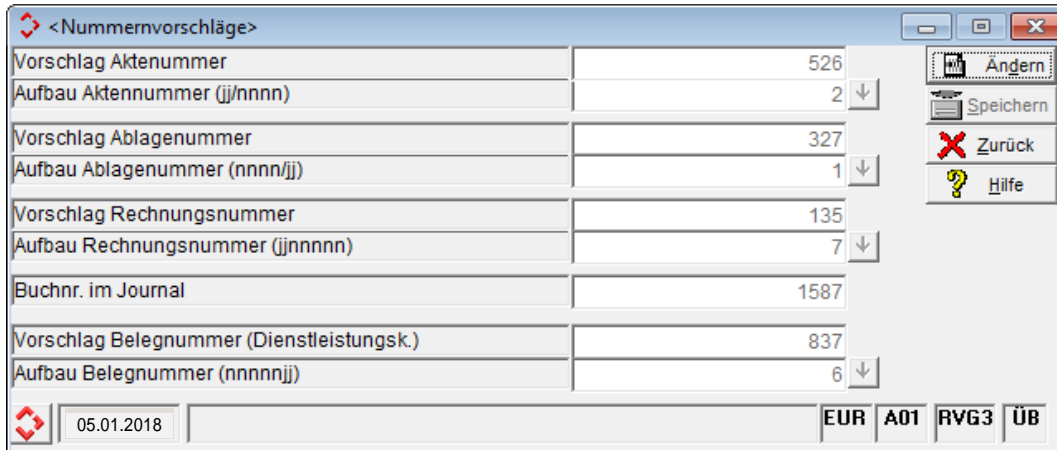 <Nummernvorschläge>
Vorschlag Aktenummer 526 Ändern
Aufbau Aktennummer (jj/nnnn) 2 Speichern
Vorschlag Ablagenummer 327 Zurück
Aufbau Ablagenummer (nnnn/jj) 1 Hilfe
Vorschlag Rechnungsnummer 135
Aufbau Rechnungsnummer (jjnnnnn) 7
Buchnr. im Journal 1587
Vorschlag Belegnummer (Dienstleistungsk.) 837
Aufbau Belegnummer (nnnnnjj) 6
05.01.2018 EUR A01 RVG3 ÜB